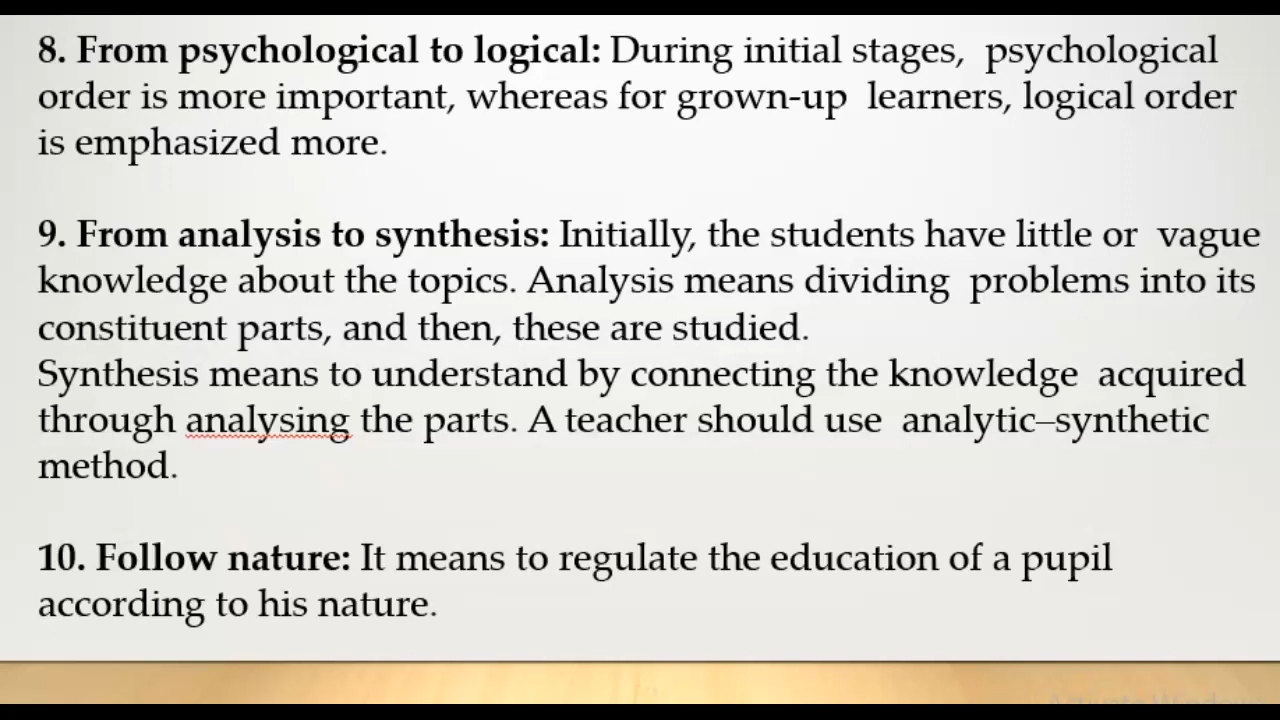 8. From psychological to logical: During initial stages, psychological
order is more important, whereas for grown-up learners, logical order
is emphasized more.
9. From analysis to synthesis: Initially, the students have little or vague
knowledge about the topics. Analysis means dividing problems into its
constituent parts, and then, these are studied.
Synthesis means to understand by connecting the knowledge acquired
through analysing the parts. A teacher should use analytic–synthetic
method.
10. Follow nature: It means to regulate the education of a pupil
according to his nature.